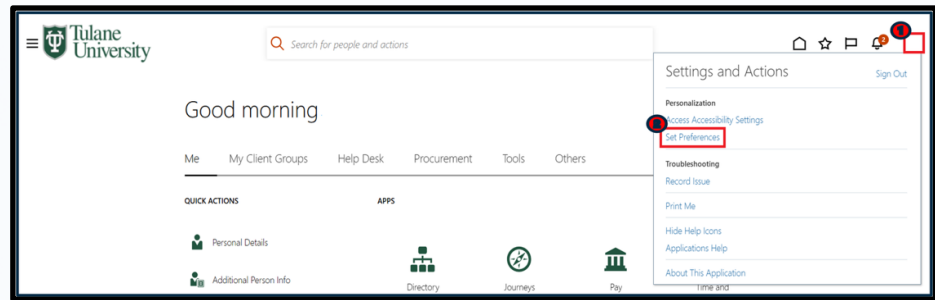 Tulane
University
Search for people and actions
2
1
Settings and Actions
Sign Out
Good morning
Personalization
Access Accessibility Settings
Set Preferences
Me My Client Groups Help Desk Procurement Tools Others
Troubleshooting
Record Issue
QUICK ACTIONS APPS
Print Me
Personal Details
Hide Help Icons
Applications Help
Additional Person Info
About This Application
Directory Journeys Pay Time and